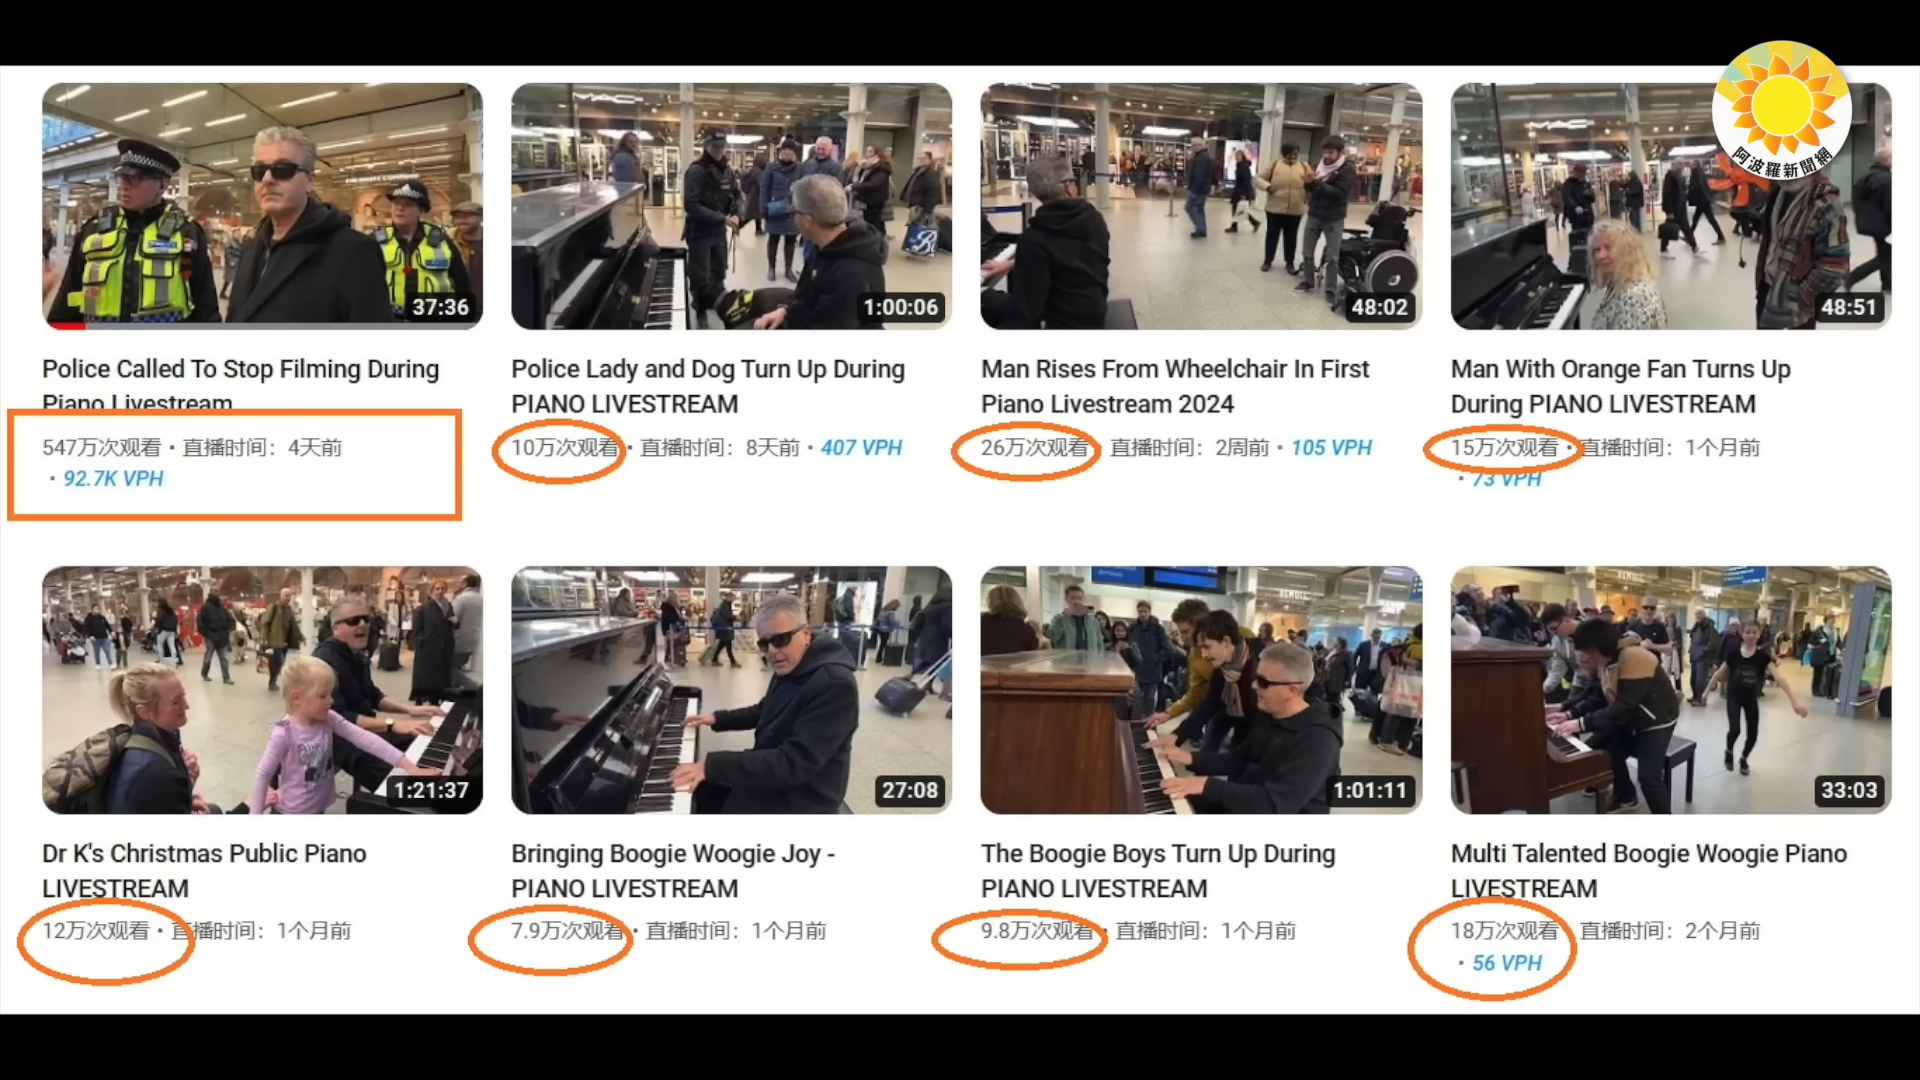 阿波羅新聞網
MAC
MAC
POLICE
37:36
1:00:06
48:02
48:51
Police Called To Stop Filming During
Piano Livestream
547万次观看 • 直播时间：4天前
• 92.7K VPH
Police Lady and Dog Turn Up During
PIANO LIVESTREAM
10万次观看 • 直播时间：8天前 • 407 VPH
Man Rises From Wheelchair In First
Piano Livestream 2024
26万次观看 直播时间：2周前 • 105 VPH
Man With Orange Fan Turns Up
During PIANO LIVESTREAM
15万次观看 • 直播时间：1个月前
• 73 VPH
1:21:37
27:08
1:01:11
33:03
Dr K's Christmas Public Piano
LIVESTREAM
12万次观看 • 直播时间：1个月前
Bringing Boogie Woogie Joy -
PIANO LIVESTREAM
7.9万次观看 • 直播时间：1个月前
The Boogie Boys Turn Up During
PIANO LIVESTREAM
9.8万次观看 • 直播时间：1个月前
Multi Talented Boogie Woogie Piano
LIVESTREAM
18万次观看 直播时间：2个月前
• 56 VPH